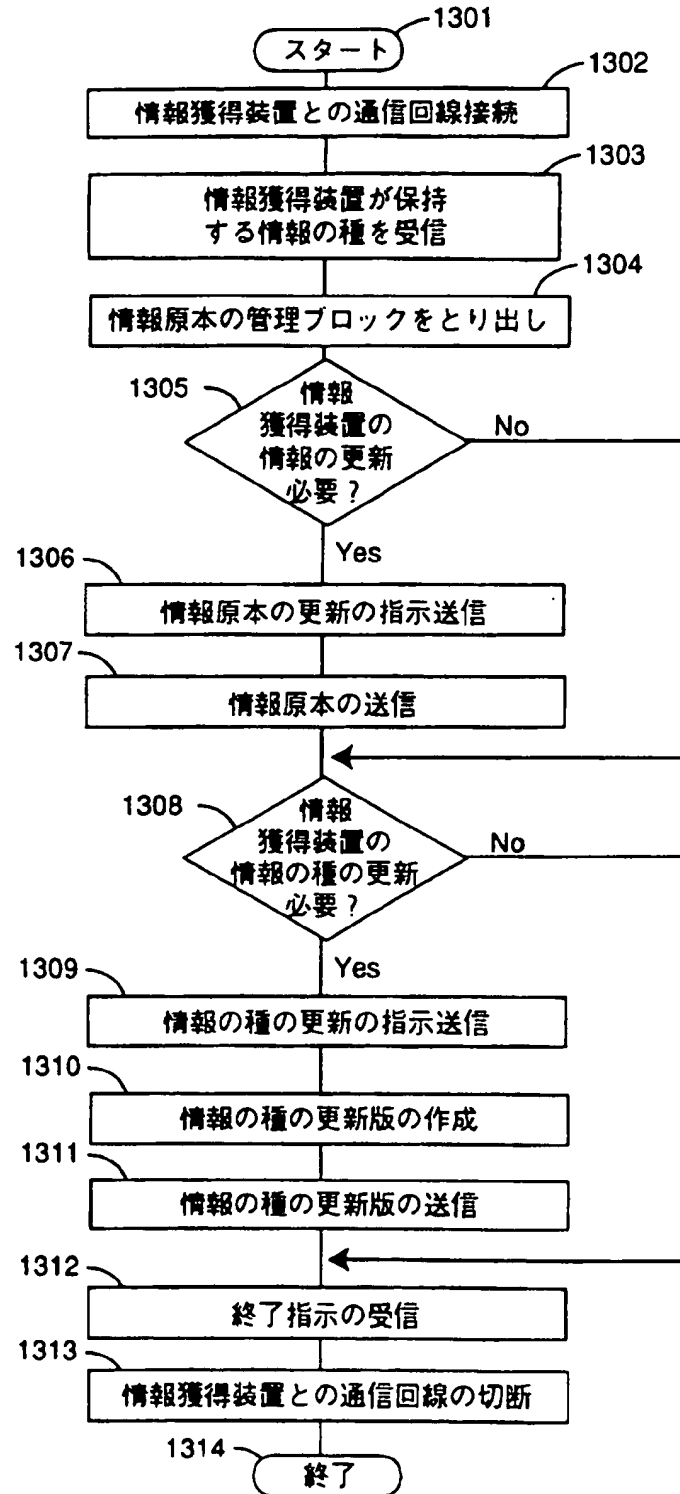 1301
スタート
1302
情報獲得装置との通信回線接続
1303
情報獲得装置が保持
する情報の種を受信
1304
情報原本の管理ブロックをとり出し
1305
情報
獲得装置の
情報の更新
必要?
No
Yes
1306
情報原本の更新の指示送信
1307
情報原本の送信
1308
情報
獲得装置の
情報の種の更新
必要?
No
Yes
1309
情報の種の更新の指示送信
1310
情報の種の更新版の作成
1311
情報の種の更新版の送信
1312
終了指示の受信
1313
情報獲得装置との通信回線の切断
1314
終了